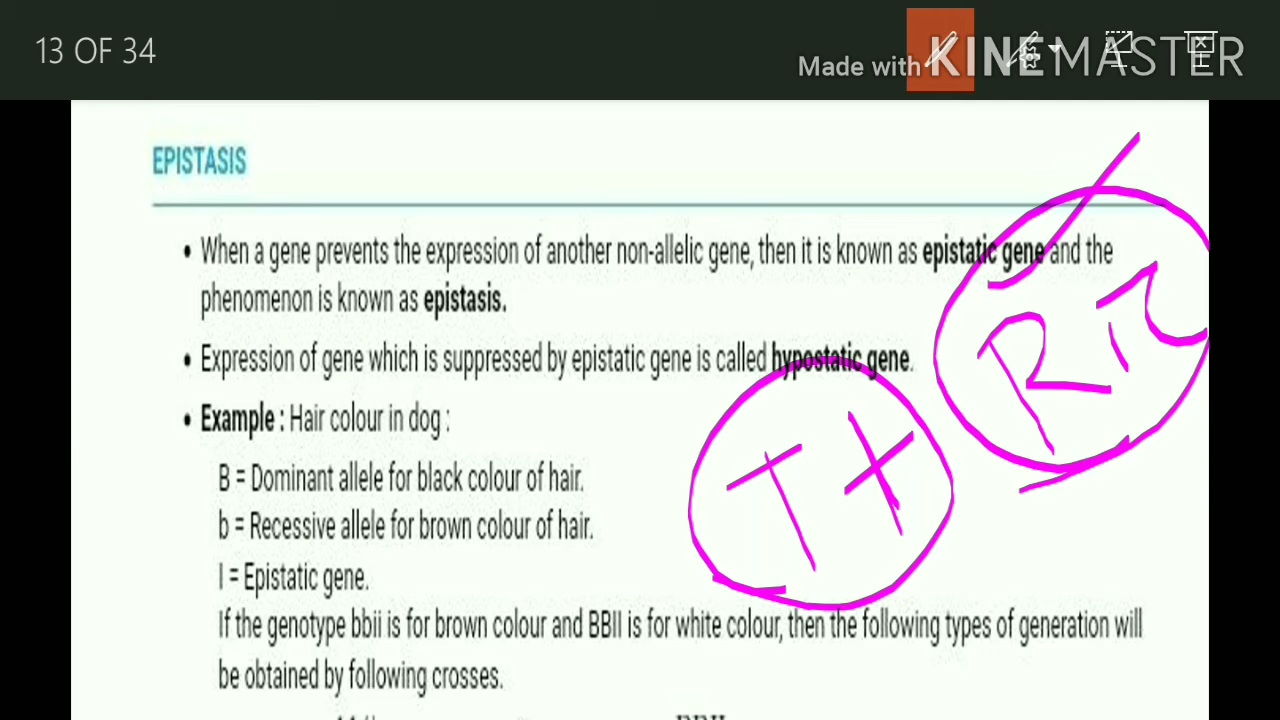 13 OF 34
Made with KINEMASTER
EPISTASIS
• When a gene prevents the expression of another non-allelic gene, then it is known as epistatic gene and the
phenomenon is known as epistasis.
• Expression of gene which is suppressed by epistatic gene is called hypostatic gene.
Rr
• Example : Hair colour in dog :
Tt
B = Dominant allele for black colour of hair.
b = Recessive allele for brown colour of hair.
I = Epistatic gene.
If the genotype bbii is for brown colour and BBII is for white colour, then the following types of generation will
be obtained by following crosses.